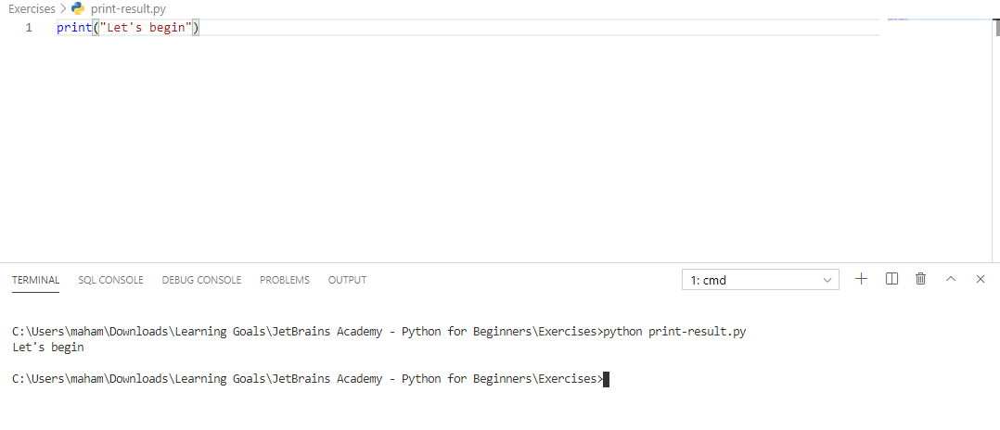 Exercises > print-result.py
1 print("Let's begin")
TERMINAL SQL CONSOLE DEBUG CONSOLE PROBLEMS OUTPUT 1: cmd
C:\Users\maham\Downloads\Learning Goals\JetBrains Academy - Python for Beginners\Exercises>python print-result.py
Let's begin
C:\Users\maham\Downloads\Learning Goals\JetBrains Academy - Python for Beginners\Exercises>